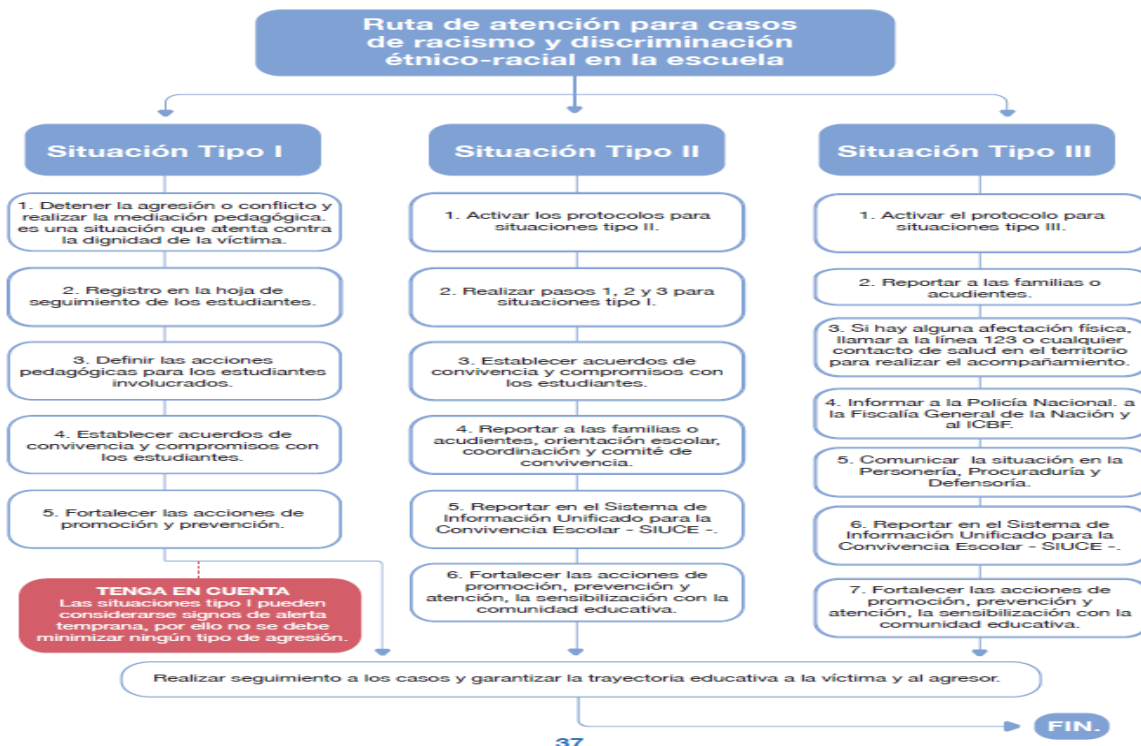 Ruta de atención para casos
de racismo y discriminación
étnico-racial en la escuela
Situación Tipo I
1. Detener la agresión o conflicto y
realizar la mediación pedagógica.
es una situación que atenta contra
la dignidad de la víctima.
2. Registro en la hoja de
seguimiento de los estudiantes.
3. Definir las acciones
pedagógicas para los estudiantes
involucrados.
4. Establecer acuerdos de
convivencia y compromisos con
los estudiantes.
5. Fortalecer las acciones de
promoción y prevención.
TENGA EN CUENTA
Las situaciones tipo I pueden
considerarse signos de alerta
temprana, por ello no se debe
minimizar ningún tipo de agresión.
Situación Tipo II
1. Activar los protocolos para
situaciones tipo II.
2. Realizar pasos 1, 2 y 3 para
situaciones tipo I.
3. Establecer acuerdos de
convivencia y compromisos con
los estudiantes.
4. Reportar a las familias o
acudientes, orientación escolar,
coordinación y comité de
convivencia.
5. Reportar en el Sistema de
Información Unificado para la
Convivencia Escolar - SIUCE -.
6. Fortalecer las acciones de
promoción, prevención y
atención, la sensibilización con la
comunidad educativa.
Situación Tipo III
1. Activar el protocolo para
situaciones tipo III.
2. Reportar a las familias o
acudientes.
3. Si hay alguna afectación física,
llamar a la línea 123 o cualquier
contacto de salud en el territorio
para realizar el acompañamiento.
4. Informar a la Policía Nacional. a
la Fiscalía General de la Nación y
al ICBF.
5. Comunicar la situación en la
Personería, Procuraduría y
Defensoría.
6. Reportar en el Sistema de
Información Unificado para la
Convivencia Escolar - SIUCE -.
7. Fortalecer las acciones de
promoción, prevención y
atención, la sensibilización con la
comunidad educativa.
Realizar seguimiento a los casos y garantizar la trayectoria educativa a la víctima y al agresor.
FIN.
37